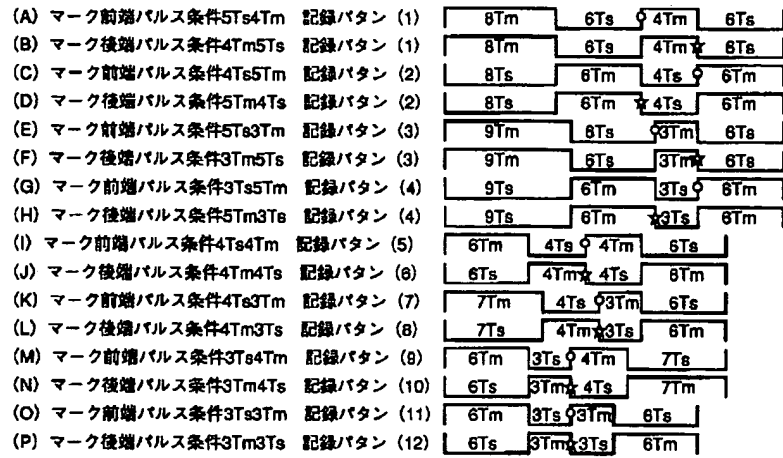 (A) マーク前端パルス条件5Ts4Tm 記録パタン (1) 8Tm 6Ts 4Tm 6Ts
(B) マーク後端パルス条件4Tm5Ts 記録パタン (1) 8Tm 6Ts 4Tm 6Ts
(C) マーク前端パルス条件4Ts5Tm 記録パタン (2) 8Ts 6Tm 4Ts 6Tm
(D) マーク後端パルス条件5Tm4Ts 記録パタン (2) 8Ts 6Tm 4Ts 6Tm
(E) マーク前端パルス条件5Ts3Tm 記録パタン (3) 9Tm 6Ts 3Tm 6Ts
(F) マーク後端パルス条件3Tm5Ts 記録パタン (3) 9Tm 6Ts 3Tm 6Ts
(G) マーク前端パルス条件3Ts5Tm 記録パタン (4) 9Ts 6Tm 3Ts 6Tm
(H) マーク後端パルス条件5Tm3Ts 記録パタン (4) 9Ts 6Tm 3Ts 6Tm
(I) マーク前端パルス条件4Ts4Tm 記録パタン (5) 6Tm 4Ts 4Tm 6Ts
(J) マーク後端パルス条件4Tm4Ts 記録パタン (6) 6Ts 4Tm 4Ts 6Tm
(K) マーク前端パルス条件4Ts3Tm 記録パタン (7) 7Tm 4Ts 3Tm 6Ts
(L) マーク後端パルス条件4Tm3Ts 記録パタン (8) 7Ts 4Tm 3Ts 6Tm
(M) マーク前端パルス条件3Ts4Tm 記録パタン (9) 6Tm 3Ts 4Tm 7Ts
(N) マーク後端パルス条件3Tm4Ts 記録パタン (10) 6Ts 3Tm 4Ts 7Tm
(O) マーク前端パルス条件3Ts3Tm 記録パタン (11) 6Tm 3Ts 3Tm 6Ts
(P) マーク後端パルス条件3Tm3Ts 記録パタン (12) 6Ts 3Tm 3Ts 6Tm